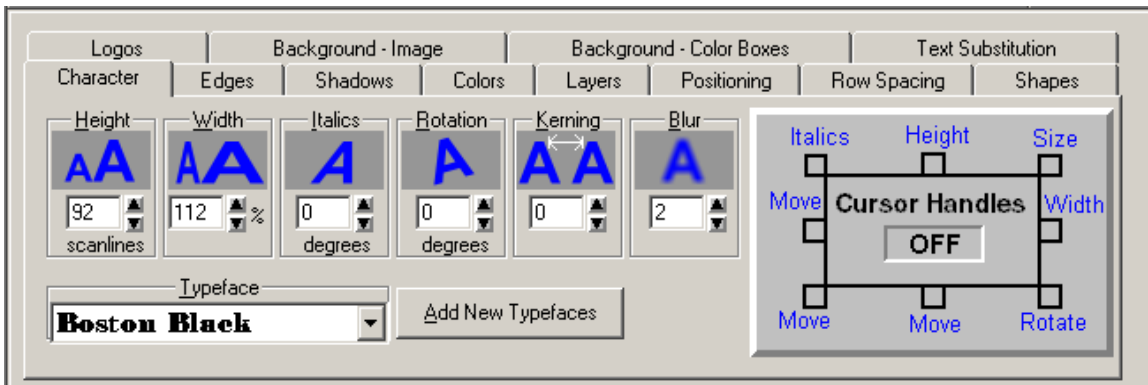 Logos Background - Image Background - Color Boxes Text Substitution
Character Edges Shadows Colors Layers Positioning Row Spacing Shapes
Height Width Italics Rotation Kerning Blur
AA AA A A A A A
92 112 % 0 0 0 2
scanlines degrees degrees
Typeface
Boston Black Add New Typefaces
Italics Height Size
Move Cursor Handles Width
OFF
Move Move Rotate